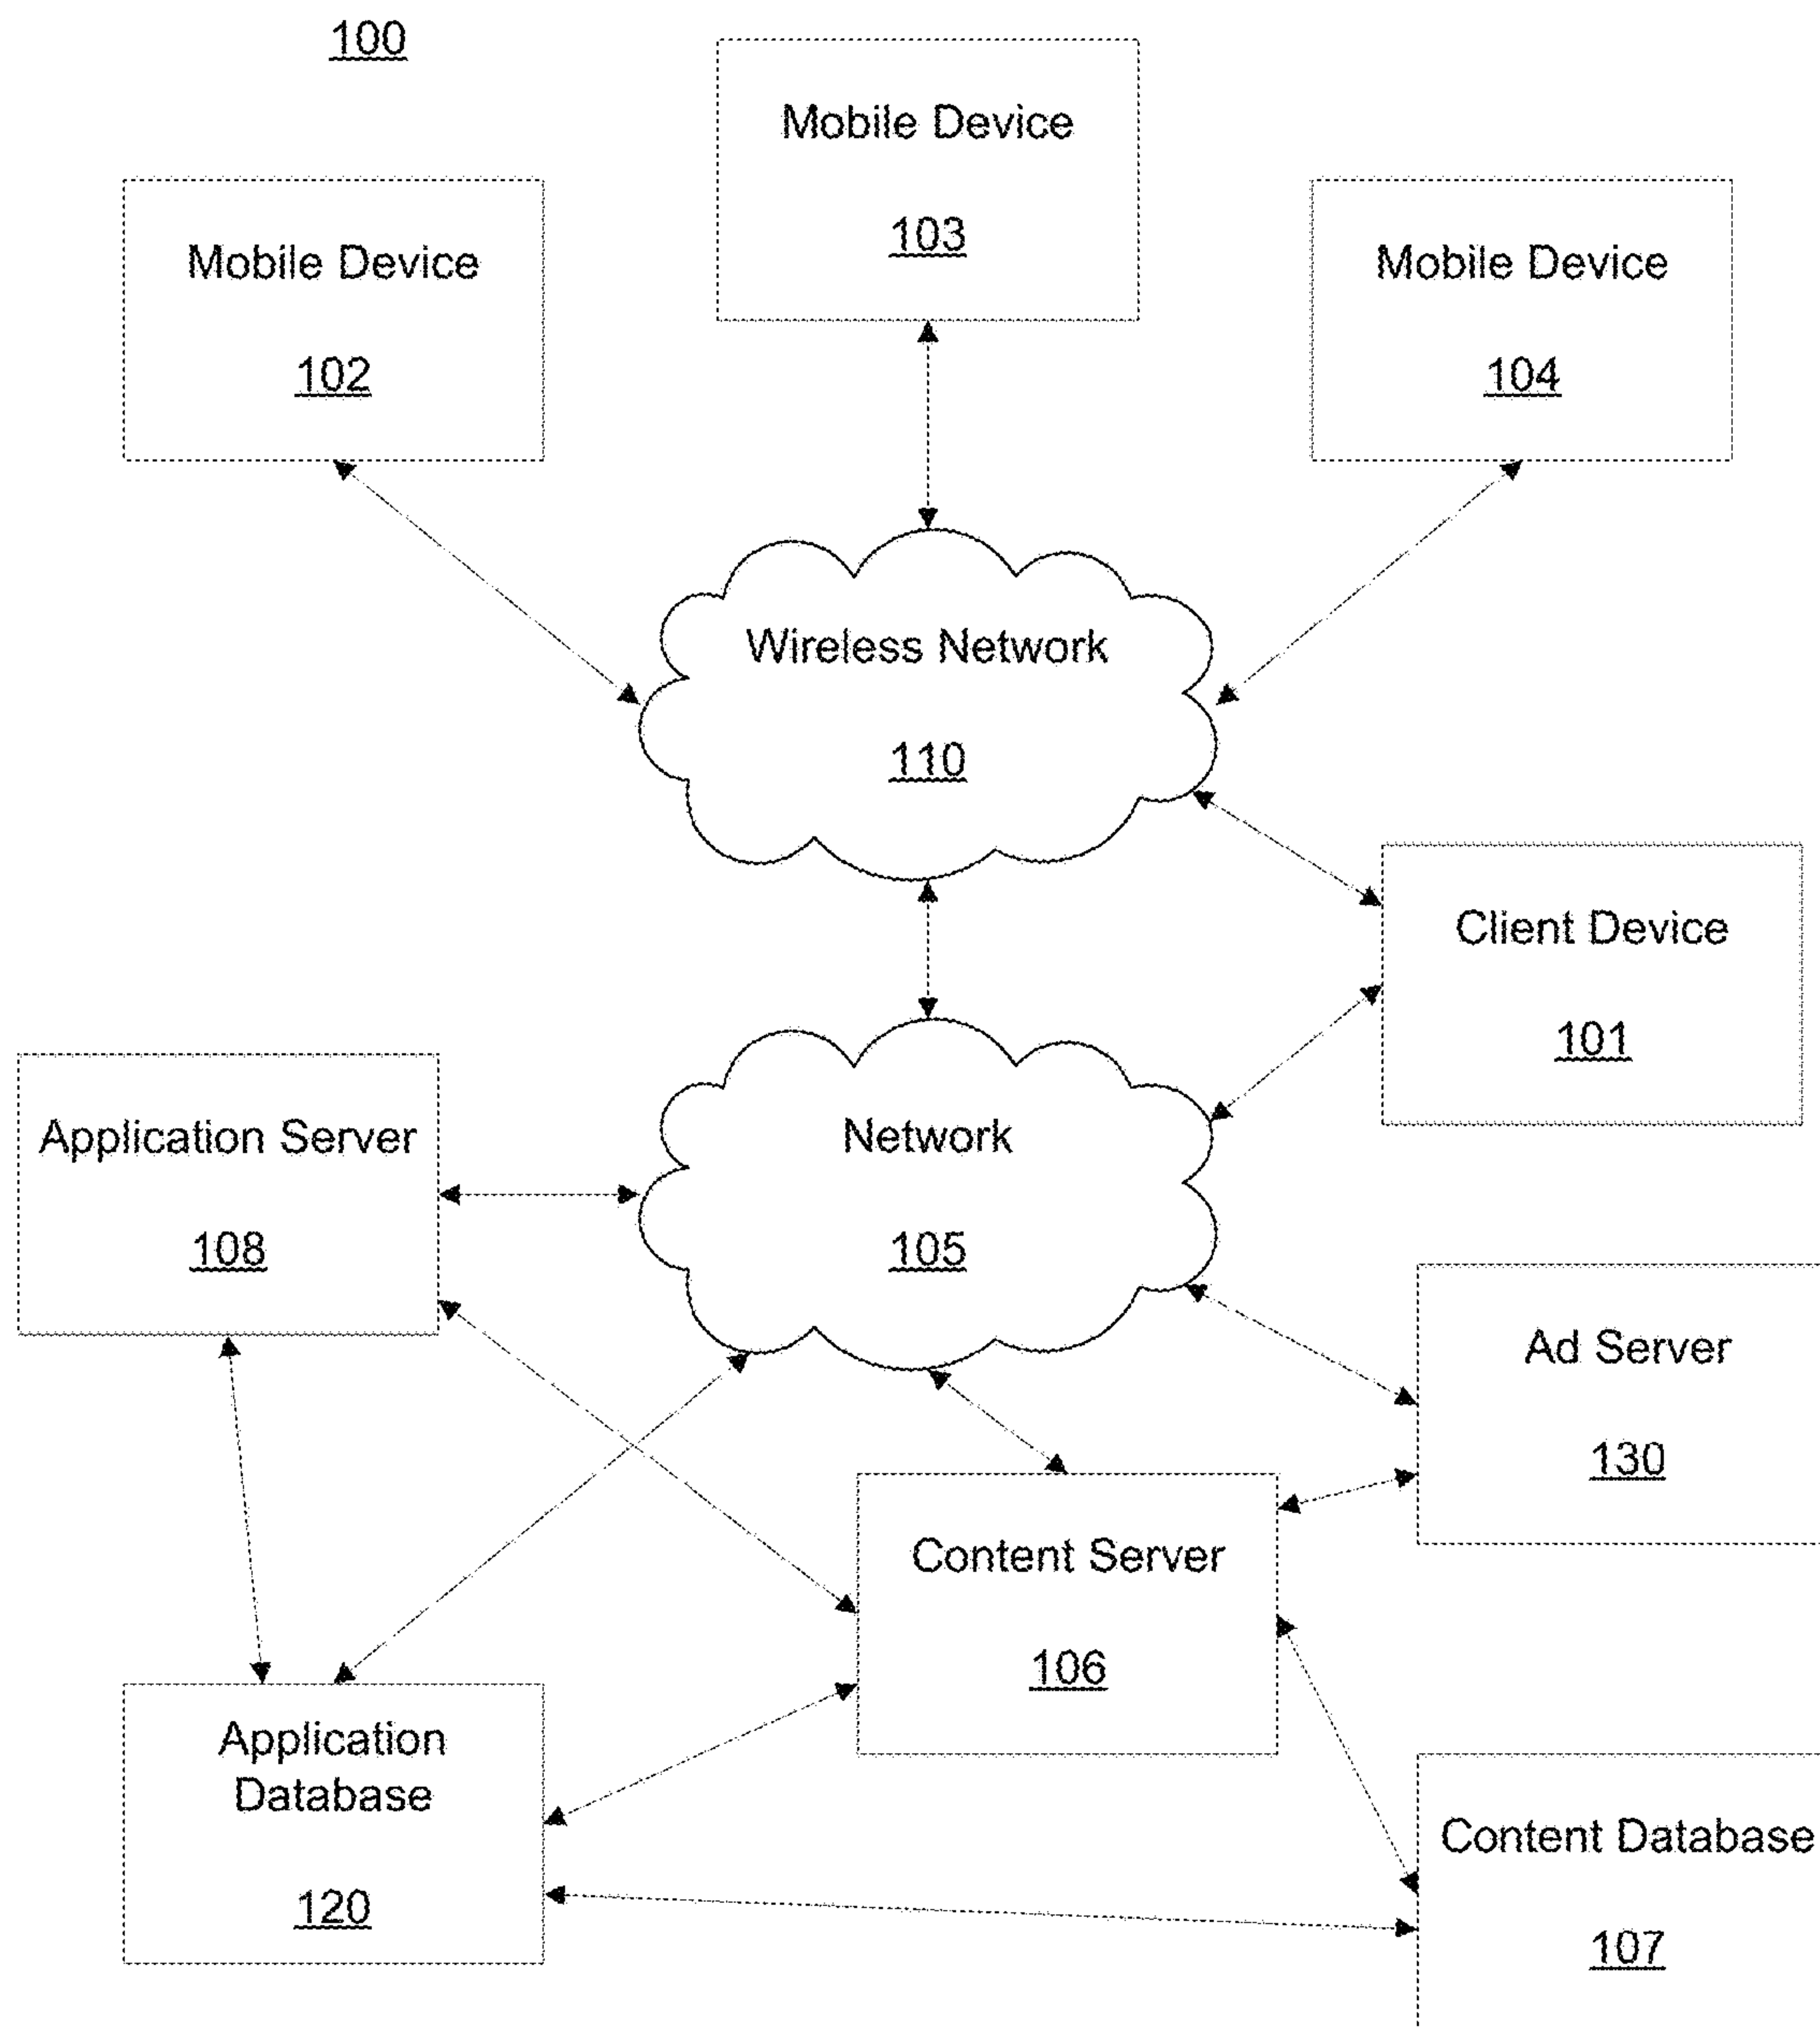 100
Mobile Device
103
Mobile Device
102
Mobile Device
104
Wireless Network
110
Client Device
101
Application Server
108
Network
105
Ad Server
130
Content Server
106
Application
Database
120
Content Database
107